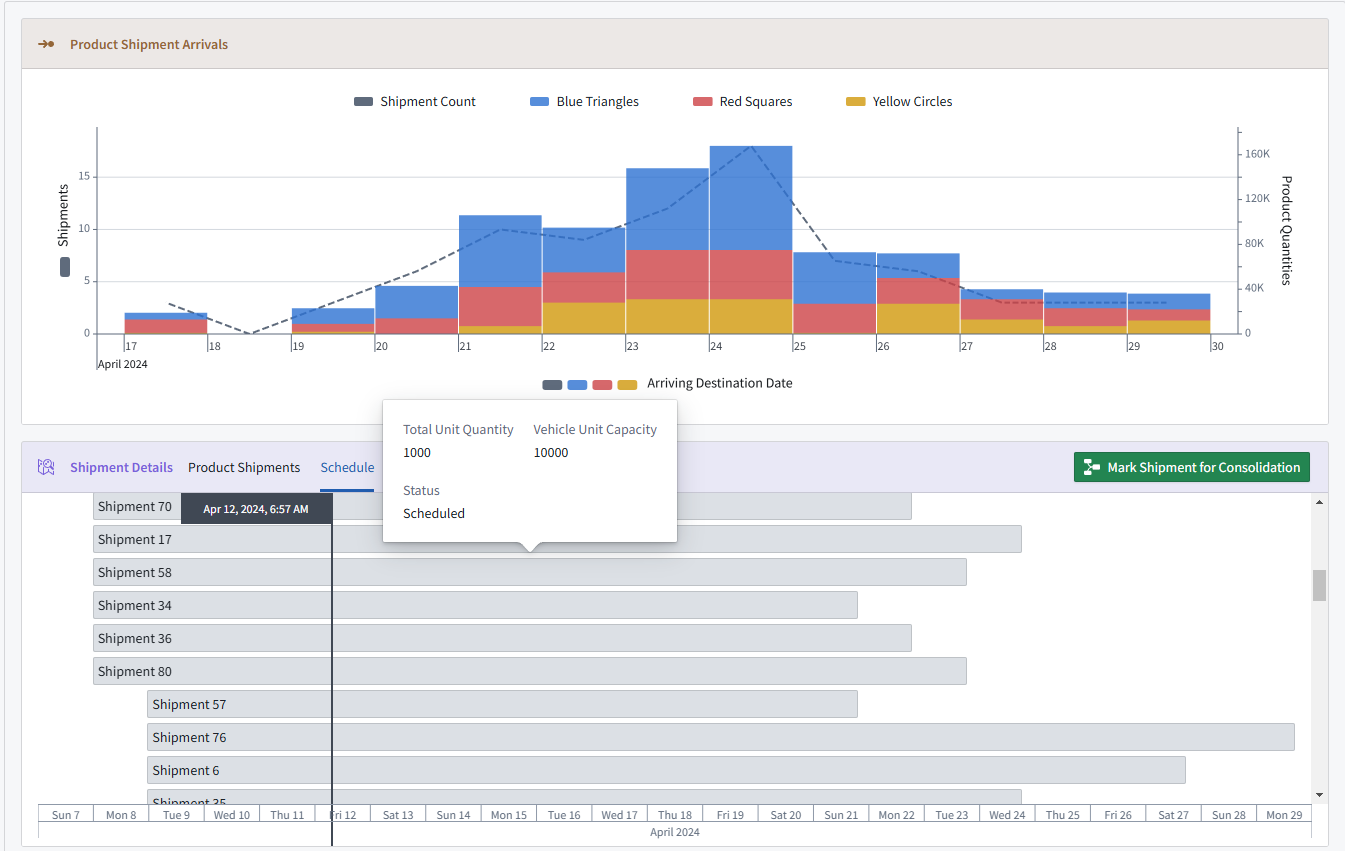 Product Shipment Arrivals
Shipment Count Blue Triangles Red Squares Yellow Circles
Shipments
15
10
5
0
160K
120K
80K
40K
0
Product Quantities
17 18 19 20 21 22 23 24 25 26 27 28 29 30
April 2024
Arriving Destination Date
Total Unit Quantity Vehicle Unit Capacity
1000 10000
Status
Scheduled
Shipment Details Product Shipments Schedule
Mark Shipment for Consolidation
Apr 12, 2024, 6:57 AM
Shipment 70
Shipment 17
Shipment 58
Shipment 34
Shipment 36
Shipment 80
Shipment 57
Shipment 76
Shipment 6
Shipment 35
Sun 7 Mon 8 Tue 9 Wed 10 Thu 11 Fri 12 Sat 13 Sun 14 Mon 15 Tue 16 Wed 17 Thu 18 Fri 19 Sat 20 Sun 21 Mon 22 Tue 23 Wed 24 Thu 25 Fri 26 Sat 27 Sun 28 Mon 29
April 2024